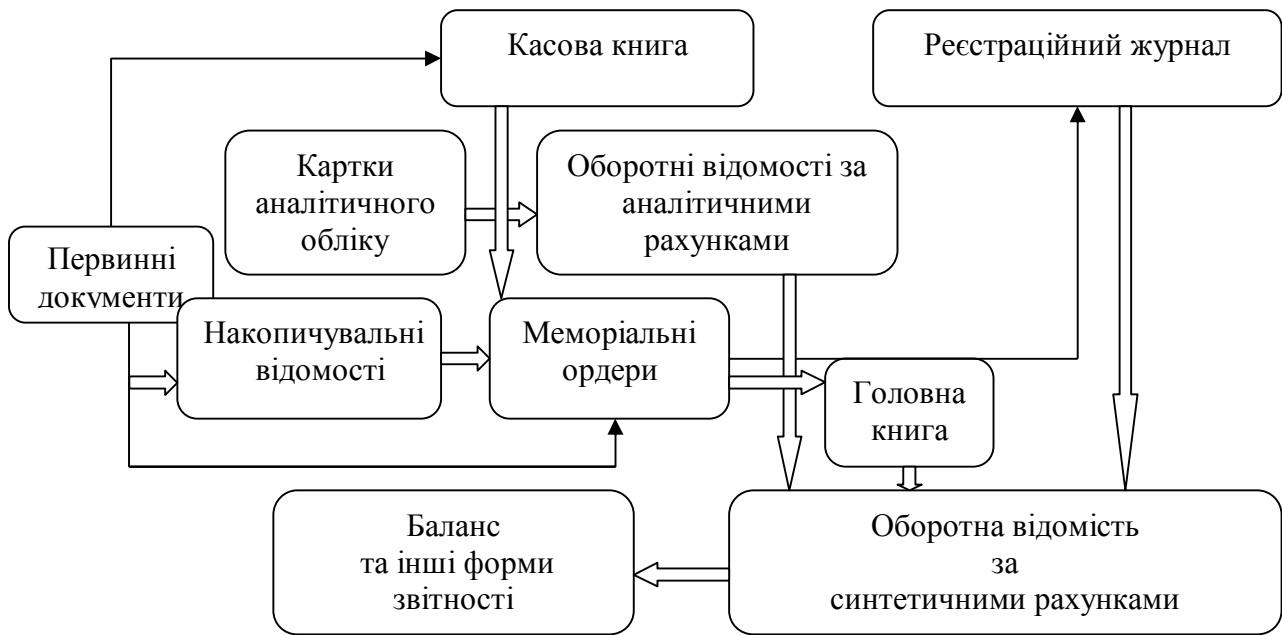 Касова книга
Реєстраційний журнал
Картки
аналітичного
обліку
Оборотні відомості за
аналітичними
рахунками
Первинні
документи
Накопичувальні
відомості
Меморіальні
ордери
Головна
книга
Баланс
та інші форми
звітності
Оборотна відомість
за
синтетичними рахунками